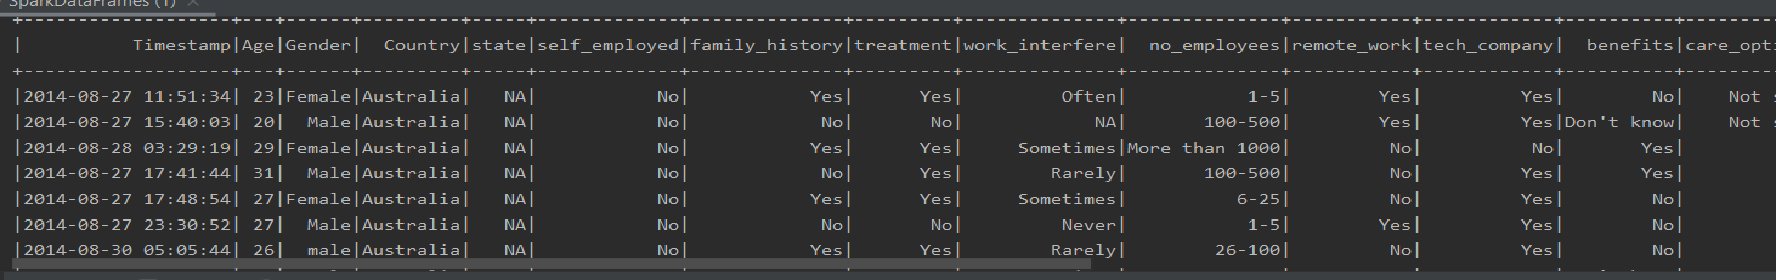 SparkDataFrames (1) ×
+-------------------+---+------+---------+-----+-------------+--------------+---------+--------------+--------------+-----------+------------+----------+---------
|          Timestamp|Age|Gender|  Country|state|self_employed|family_history|treatment|work_interfere|  no_employees|remote_work|tech_company|  benefits|care_opti
+-------------------+---+------+---------+-----+-------------+--------------+---------+--------------+--------------+-----------+------------+----------+---------
|2014-08-27 11:51:34| 23|Female|Australia|   NA|           No|           Yes|      Yes|         Often|           1-5|        Yes|         Yes|        No|    Not s
|2014-08-27 15:40:03| 20|  Male|Australia|   NA|           No|            No|       No|            NA|       100-500|        Yes|         Yes|Don't know|    Not s
|2014-08-28 03:29:19| 29|Female|Australia|   NA|           No|           Yes|      Yes|     Sometimes|More than 1000|         No|          No|       Yes|
|2014-08-27 17:41:44| 31|  Male|Australia|   NA|           No|           Yes|      Yes|        Rarely|       100-500|         No|         Yes|       Yes|
|2014-08-27 17:48:54| 27|Female|Australia|   NA|           No|           Yes|      Yes|     Sometimes|          6-25|         No|         Yes|        No|
|2014-08-27 23:30:52| 27|  Male|Australia|   NA|           No|            No|       No|         Never|           1-5|        Yes|         Yes|        No|
|2014-08-30 05:05:44| 26|  male|Australia|   NA|           No|           Yes|      Yes|        Rarely|        26-100|         No|         Yes|        No|